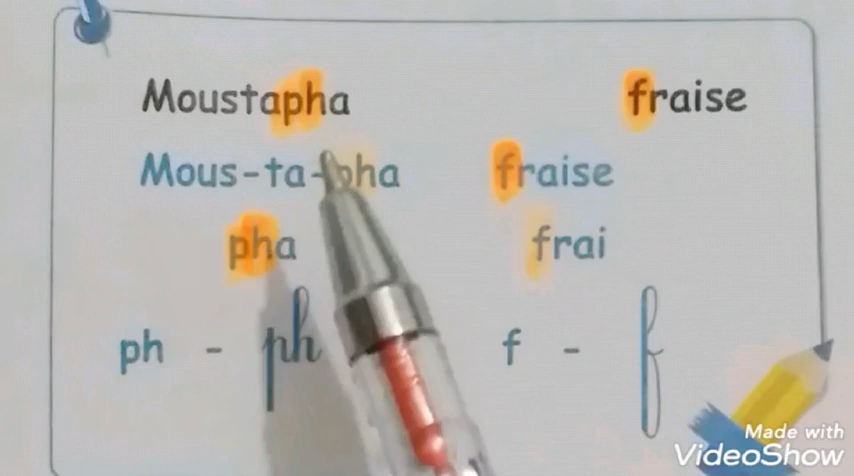 Moustapha fraise
Mous-ta-pha fraise
pha frai
ph - ph f - f
Made with
VideoShow